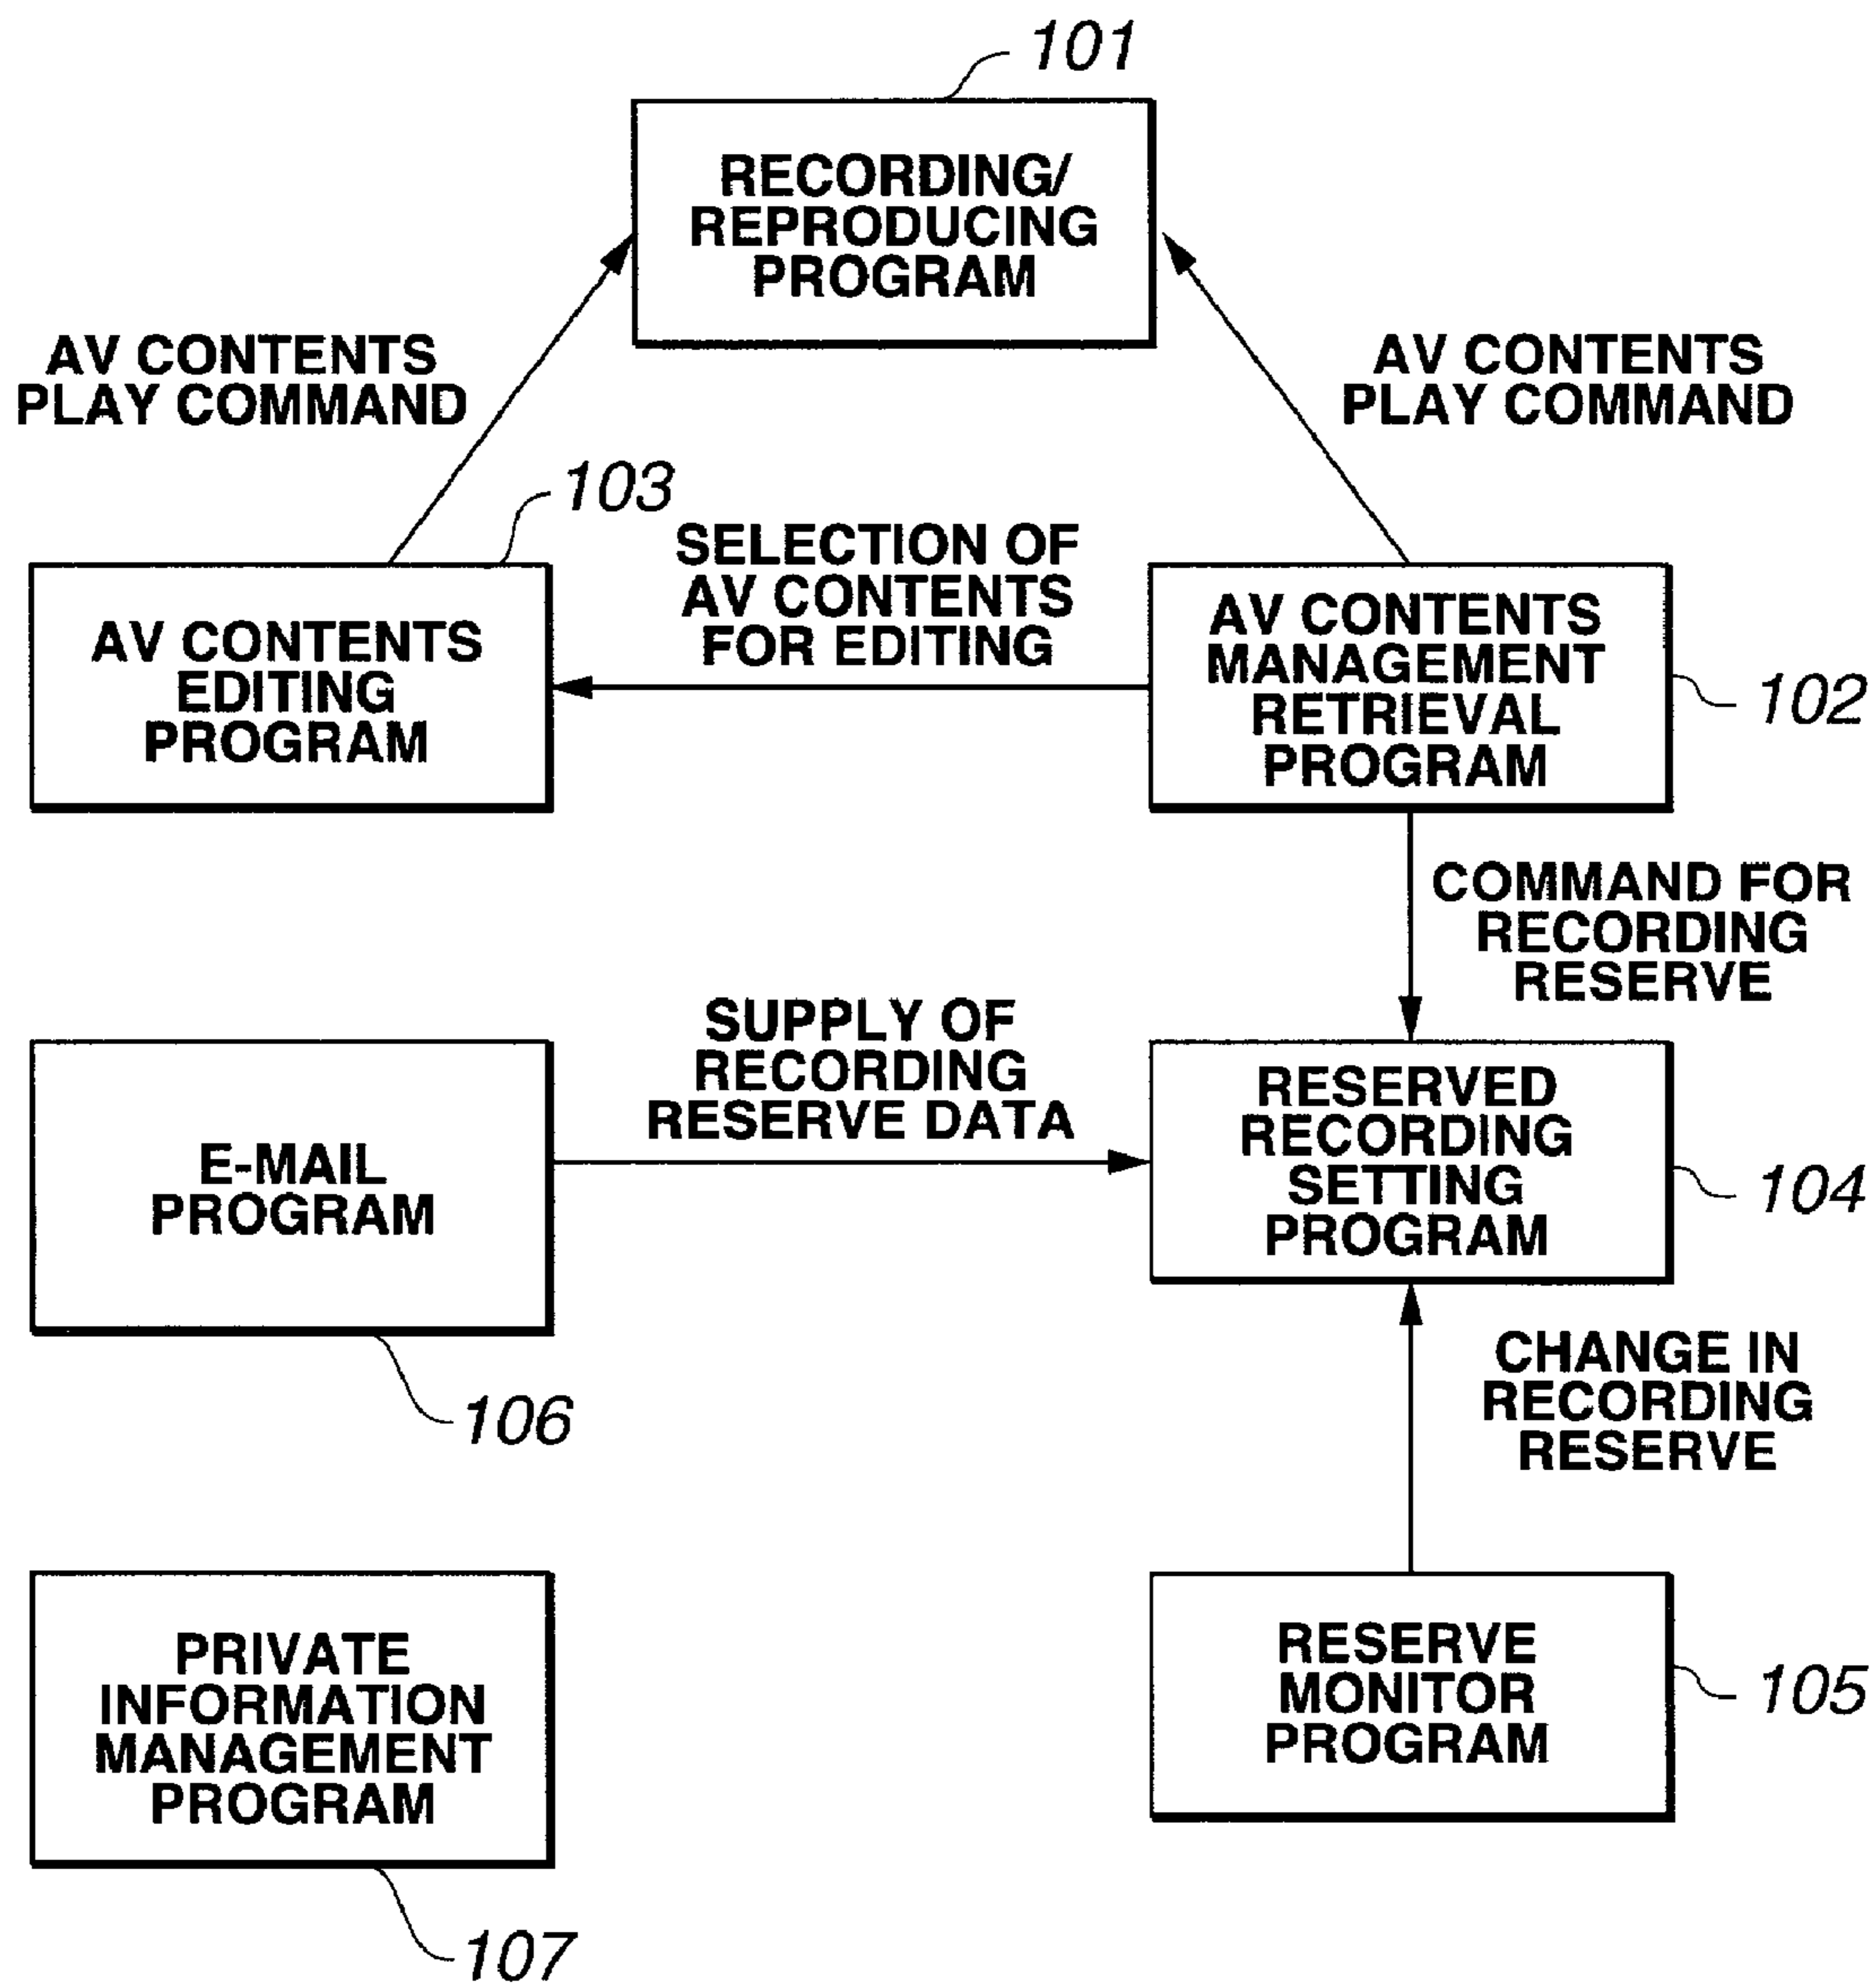 101
RECORDING/
REPRODUCING
PROGRAM
AV CONTENTS
PLAY COMMAND
AV CONTENTS
PLAY COMMAND
103
SELECTION OF
AV CONTENTS
FOR EDITING
AV CONTENTS
EDITING
PROGRAM
AV CONTENTS
MANAGEMENT
RETRIEVAL
PROGRAM
102
COMMAND FOR
RECORDING
RESERVE
SUPPLY OF
RECORDING
RESERVE DATA
E-MAIL
PROGRAM
RESERVED
RECORDING
SETTING
PROGRAM
104
106
CHANGE IN
RECORDING
RESERVE
PRIVATE
INFORMATION
MANAGEMENT
PROGRAM
RESERVE
MONITOR
PROGRAM
105
107